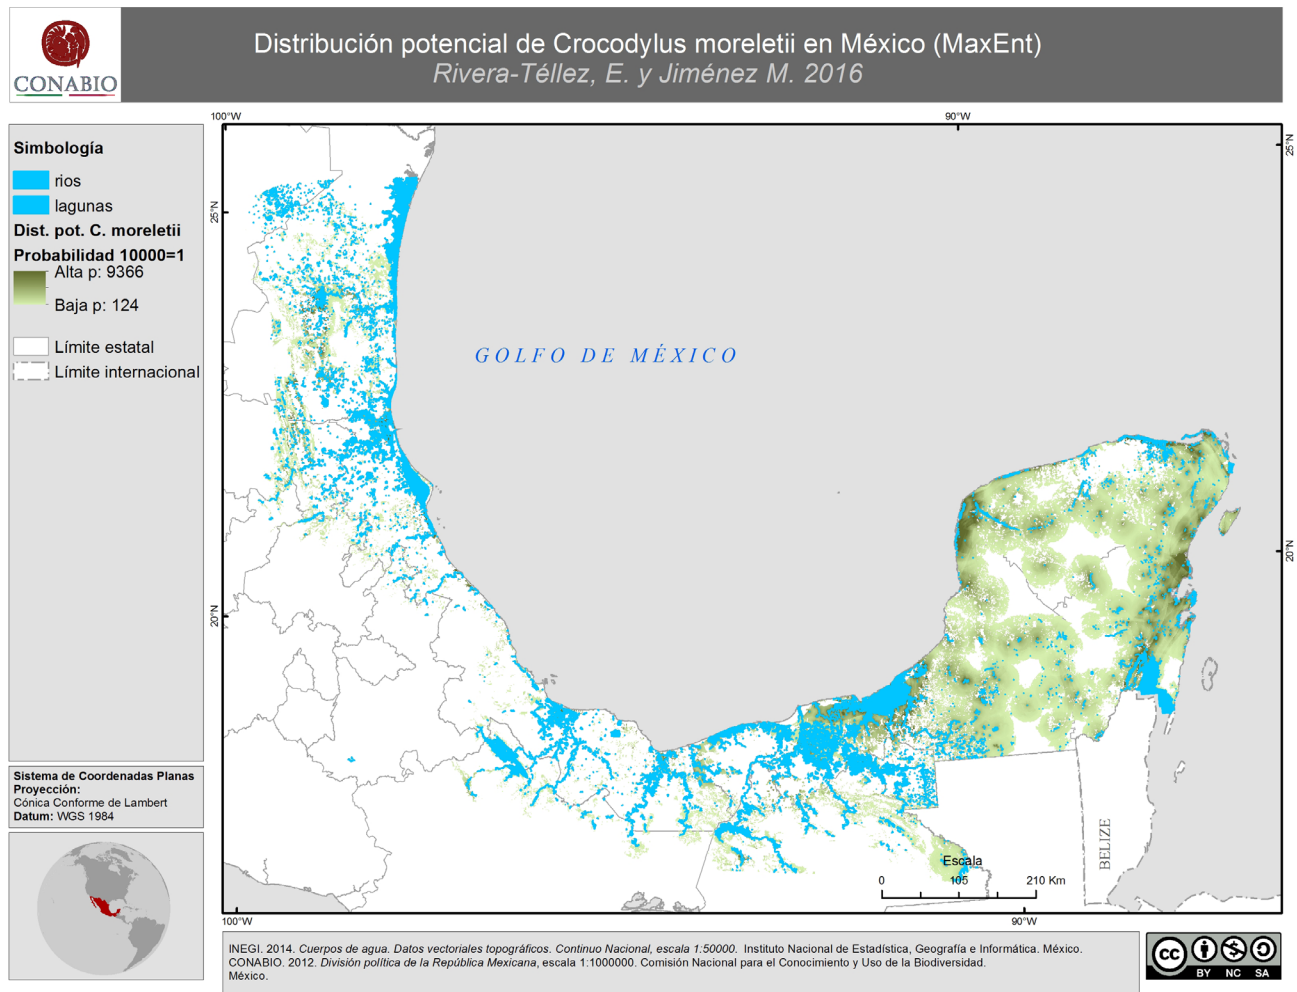 CONABIO
Distribución potencial de Crocodylus moreletii en México (MaxEnt)
Rivera-Téllez, E. y Jiménez M. 2016
Simbología
rios
lagunas
Dist. pot. C. moreletii
Probabilidad 10000=1
Alta p: 9366
Baja p: 124
Límite estatal
Límite internacional
Sistema de Coordenadas Planas
Proyección:
Cónica Conforme de Lambert
Datum: WGS 1984
100°W
90°W
25°N
25°N
GOLFO DE MÉXICO
20°N
20°N
BELIZE
Escala
0 105 210 Km
100°W
90°W
INEGI. 2014. Cuerpos de agua. Datos vectoriales topográficos. Continuo Nacional, escala 1:50000. Instituto Nacional de Estadística, Geografía e Informática. México.
CONABIO. 2012. División política de la República Mexicana, escala 1:1000000. Comisión Nacional para el Conocimiento y Uso de la Biodiversidad.
México.
cc
BY NC SA